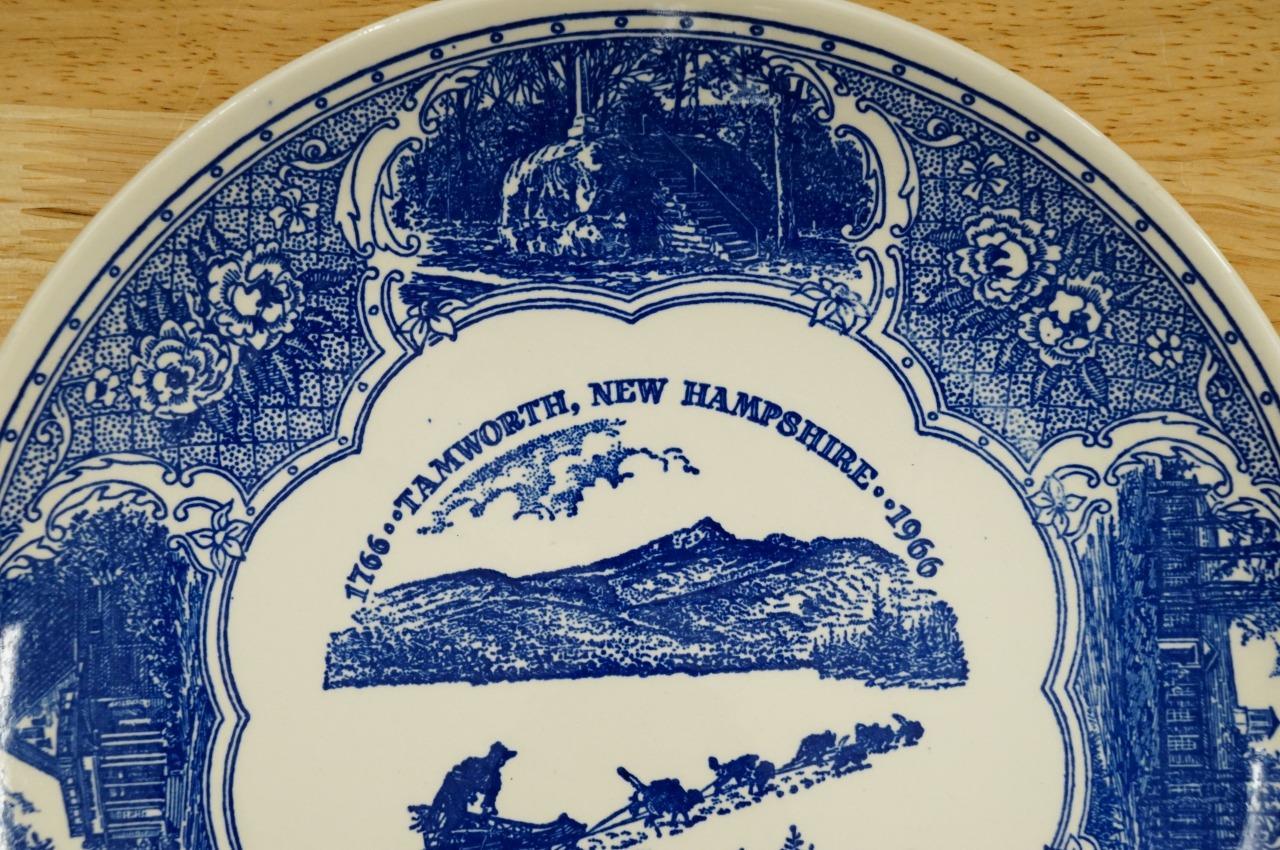 1766 • • TAMWORTH, NEW HAMPSHIRE • • 1966